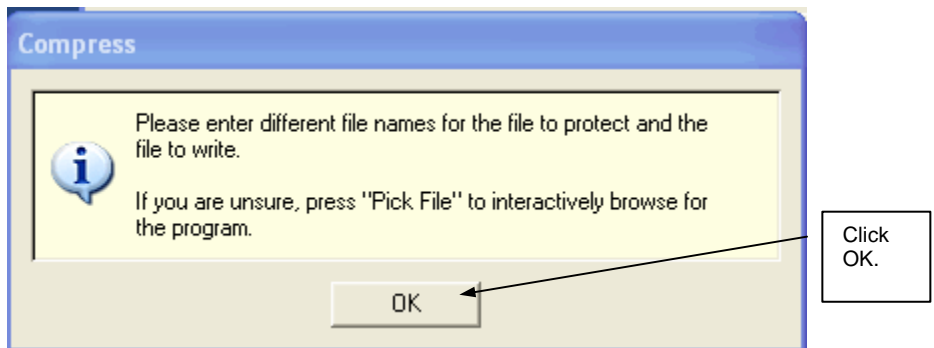 Compress
Please enter different file names for the file to protect and the
file to write.
If you are unsure, press "Pick File" to interactively browse for
the program.
OK
Click
OK.